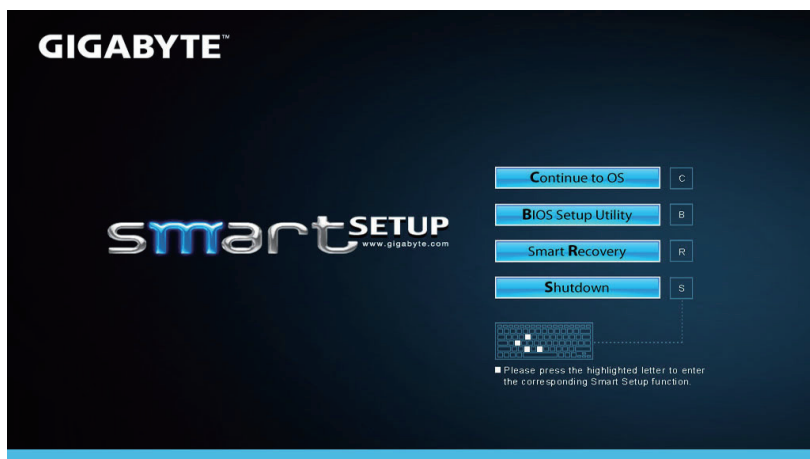 GIGABYTE™
smart SETUP
www.gigabyte.com
Continue to OS C
BIOS Setup Utility B
Smart Recovery R
Shutdown S
Please press the highlighted letter to enter
the corresponding Smart Setup function.